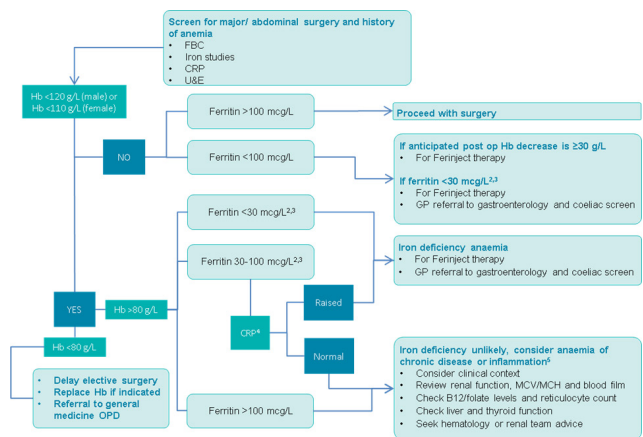 Screen for major/ abdominal surgery and history
of anemia
• FBC
• Iron studies
• CRP
• U&E
Hb <120 g/L (male) or
Hb <110 g/L (female)
NO
Ferritin >100 mcg/L
Proceed with surgery
Ferritin <100 mcg/L
If anticipated post op Hb decrease is ≥30 g/L
• For Ferinject therapy
If ferritin <30 mcg/L2,3
• For Ferinject therapy
• GP referral to gastroenterology and coeliac screen
Ferritin <30 mcg/L2,3
Ferritin 30-100 mcg/L2,3
Iron deficiency anaemia
• For Ferinject therapy
• GP referral to gastroenterology and coeliac screen
YES
Hb >80 g/L
Raised
CRP4
Normal
Hb <80 g/L
• Delay elective surgery
• Replace Hb if indicated
• Referral to general
medicine OPD
Ferritin >100 mcg/L
Iron deficiency unlikely, consider anaemia of
chronic disease or inflammation5
• Consider clinical context
• Review renal function, MCV/MCH and blood film
• Check B12/folate levels and reticulocyte count
• Check liver and thyroid function
• Seek hematology or renal team advice